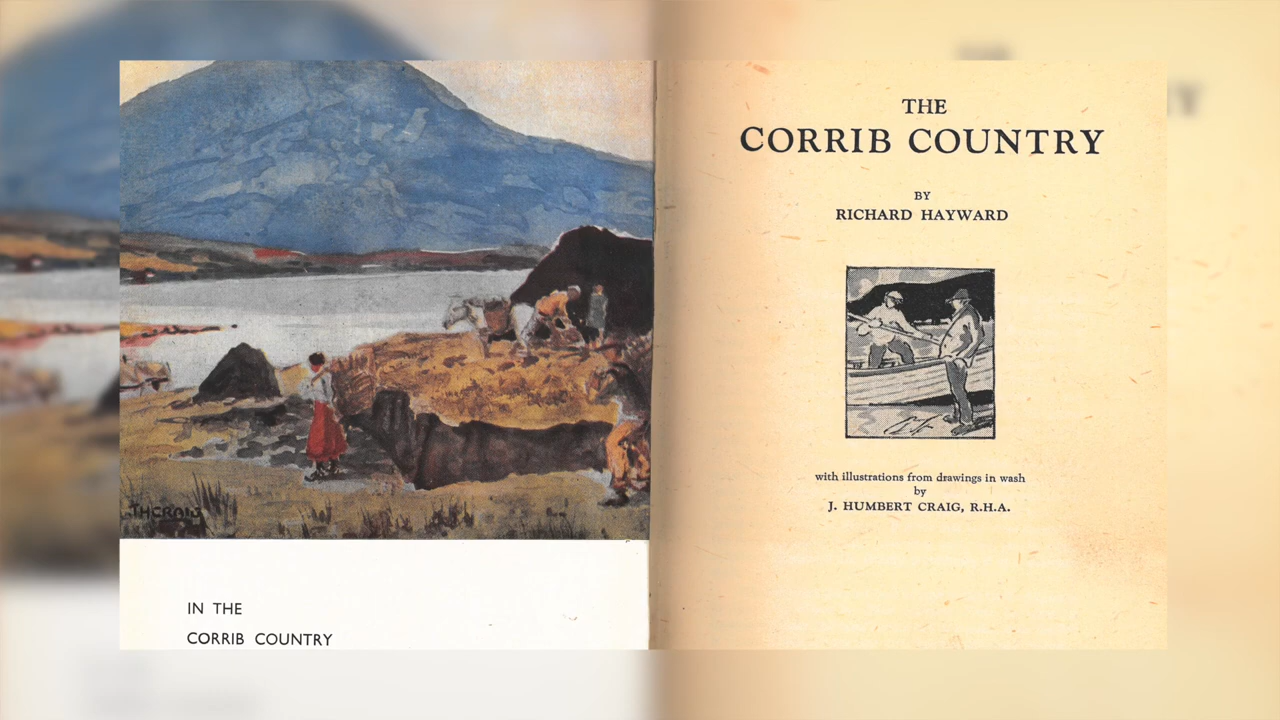 JHCRAIG
IN THE
CORRIB COUNTRY
THE
CORRIB COUNTRY
BY
RICHARD HAYWARD
with illustrations from drawings in wash
by
J. HUMBERT CRAIG, R.H.A.